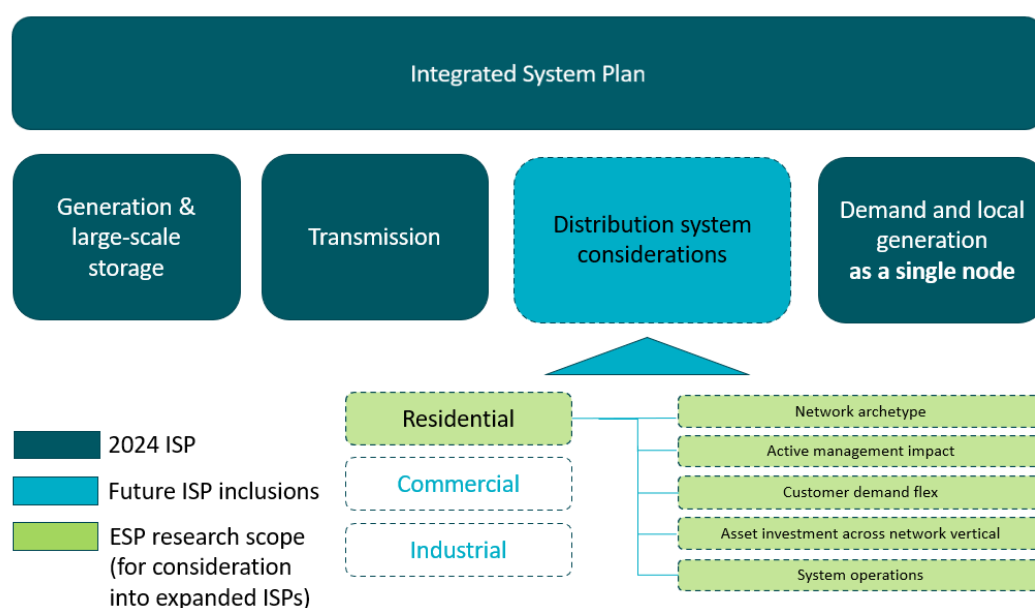 Integrated System Plan
Generation &
large-scale
storage
Transmission
Distribution system
considerations
Demand and local
generation
as a single node
2024 ISP
Future ISP inclusions
ESP research scope
(for consideration
into expanded ISPs)
Residential
Commercial
Industrial
Network archetype
Active management impact
Customer demand flex
Asset investment across network vertical
System operations